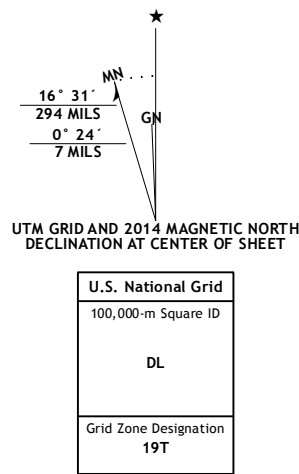 ★
MN
GN
16° 31´
294 MILS
0° 24´
7 MILS
UTM GRID AND 2014 MAGNETIC NORTH
DECLINATION AT CENTER OF SHEET
U.S. National Grid
100,000-m Square ID
DL
Grid Zone Designation
19T